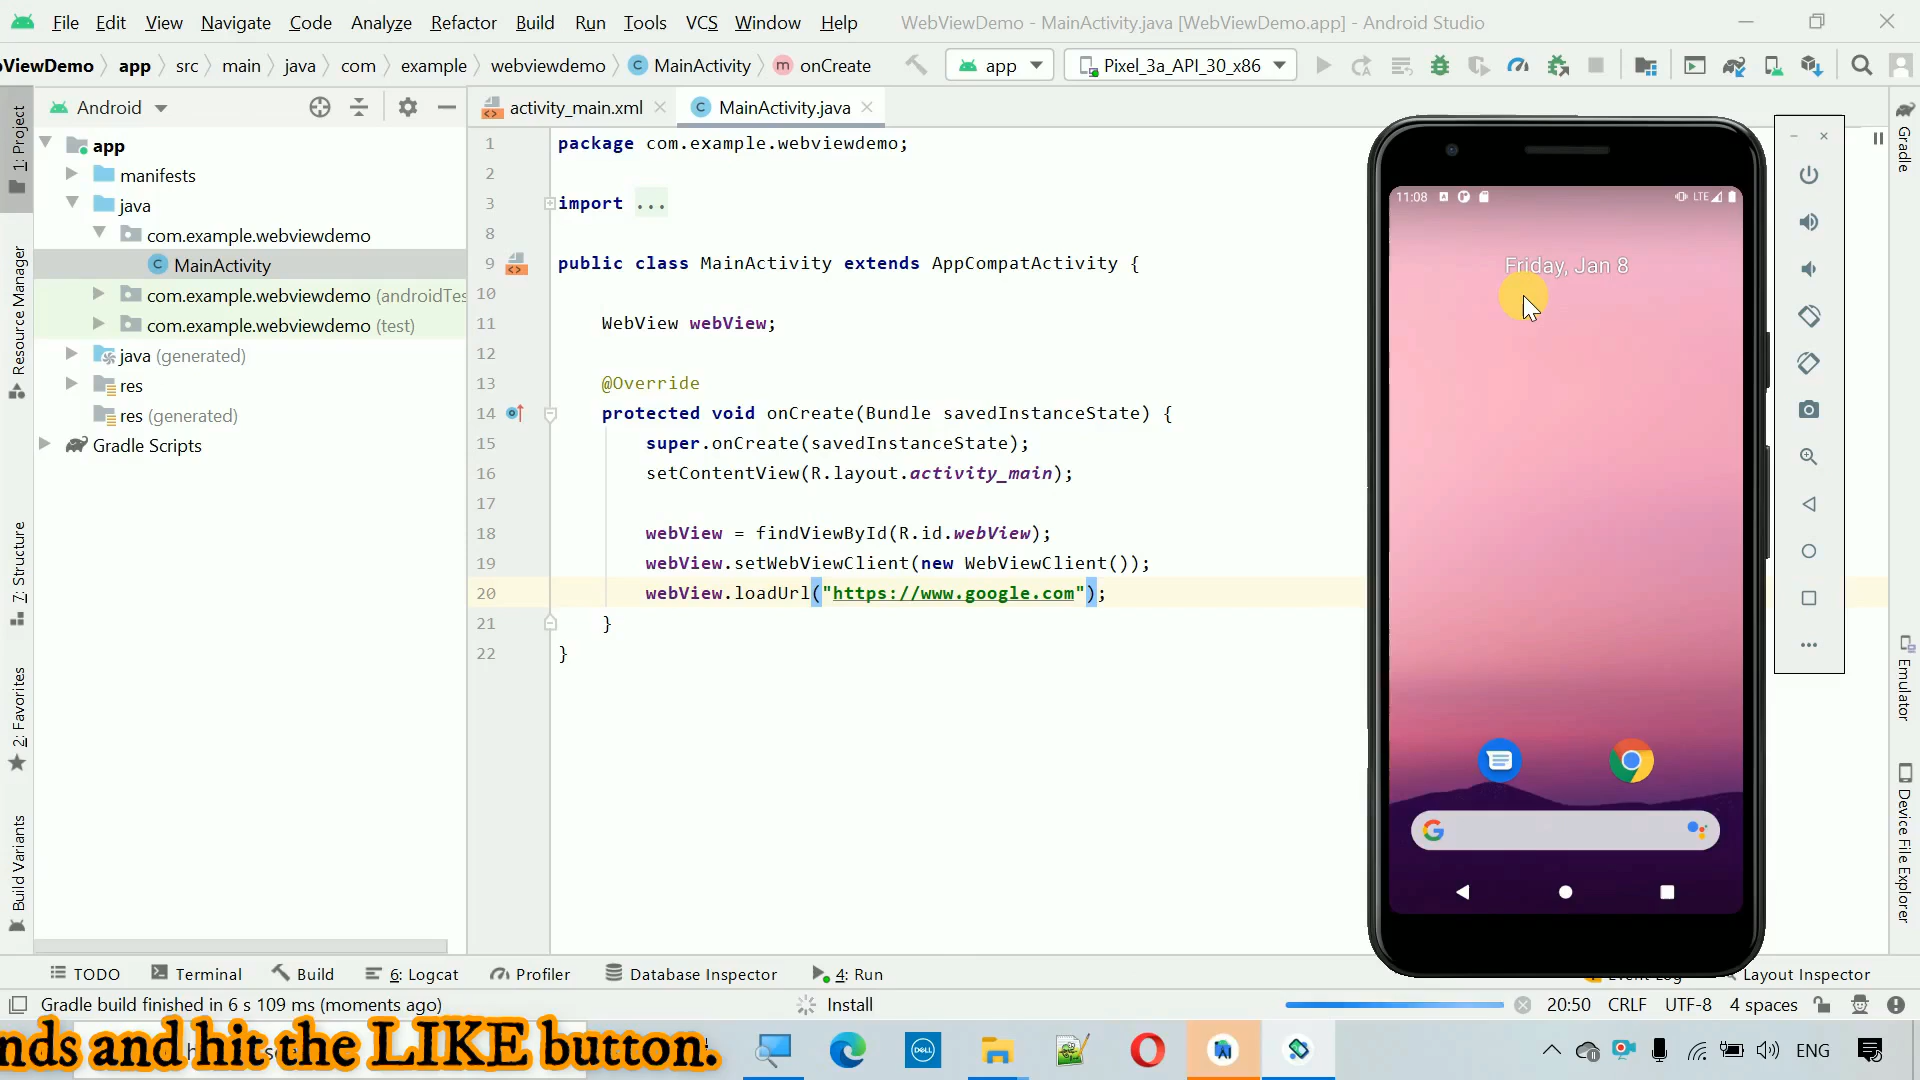 File Edit View Navigate Code Analyze Refactor Build Run Tools VCS Window Help WebViewDemo - MainActivity.java [WebViewDemo.app] - Android Studio
ViewDemo app src main java com example webviewdemo MainActivity onCreate app Pixel_3a_API_30_x86
Android
activity_main.xml MainActivity.java
1: Project
Resource Manager
7: Structure
2: Favorites
Build Variants
app
manifests
java
com.example.webviewdemo
MainActivity
com.example.webviewdemo (androidTes
com.example.webviewdemo (test)
java (generated)
res
res (generated)
Gradle Scripts
1 package com.example.webviewdemo;
2
3 import ...
8
9 public class MainActivity extends AppCompatActivity {
10
11 WebView webView;
12
13 @Override
14 protected void onCreate(Bundle savedInstanceState) {
15 super.onCreate(savedInstanceState);
16 setContentView(R.layout.activity_main);
17
18 webView = findViewById(R.id.webView);
19 webView.setWebViewClient(new WebViewClient());
20 webView.loadUrl("https://www.google.com");
21 }
22 }
11:08 LTE
Friday, Jan 8
Gradle
Emulator
Device File Explorer
TODO Terminal Build 6: Logcat Profiler Database Inspector 4: Run Event Log Layout Inspector
Gradle build finished in 6 s 109 ms (moments ago) Install 20:50 CRLF UTF-8 4 spaces
nds and hit the LIKE button.
DELL
ENG